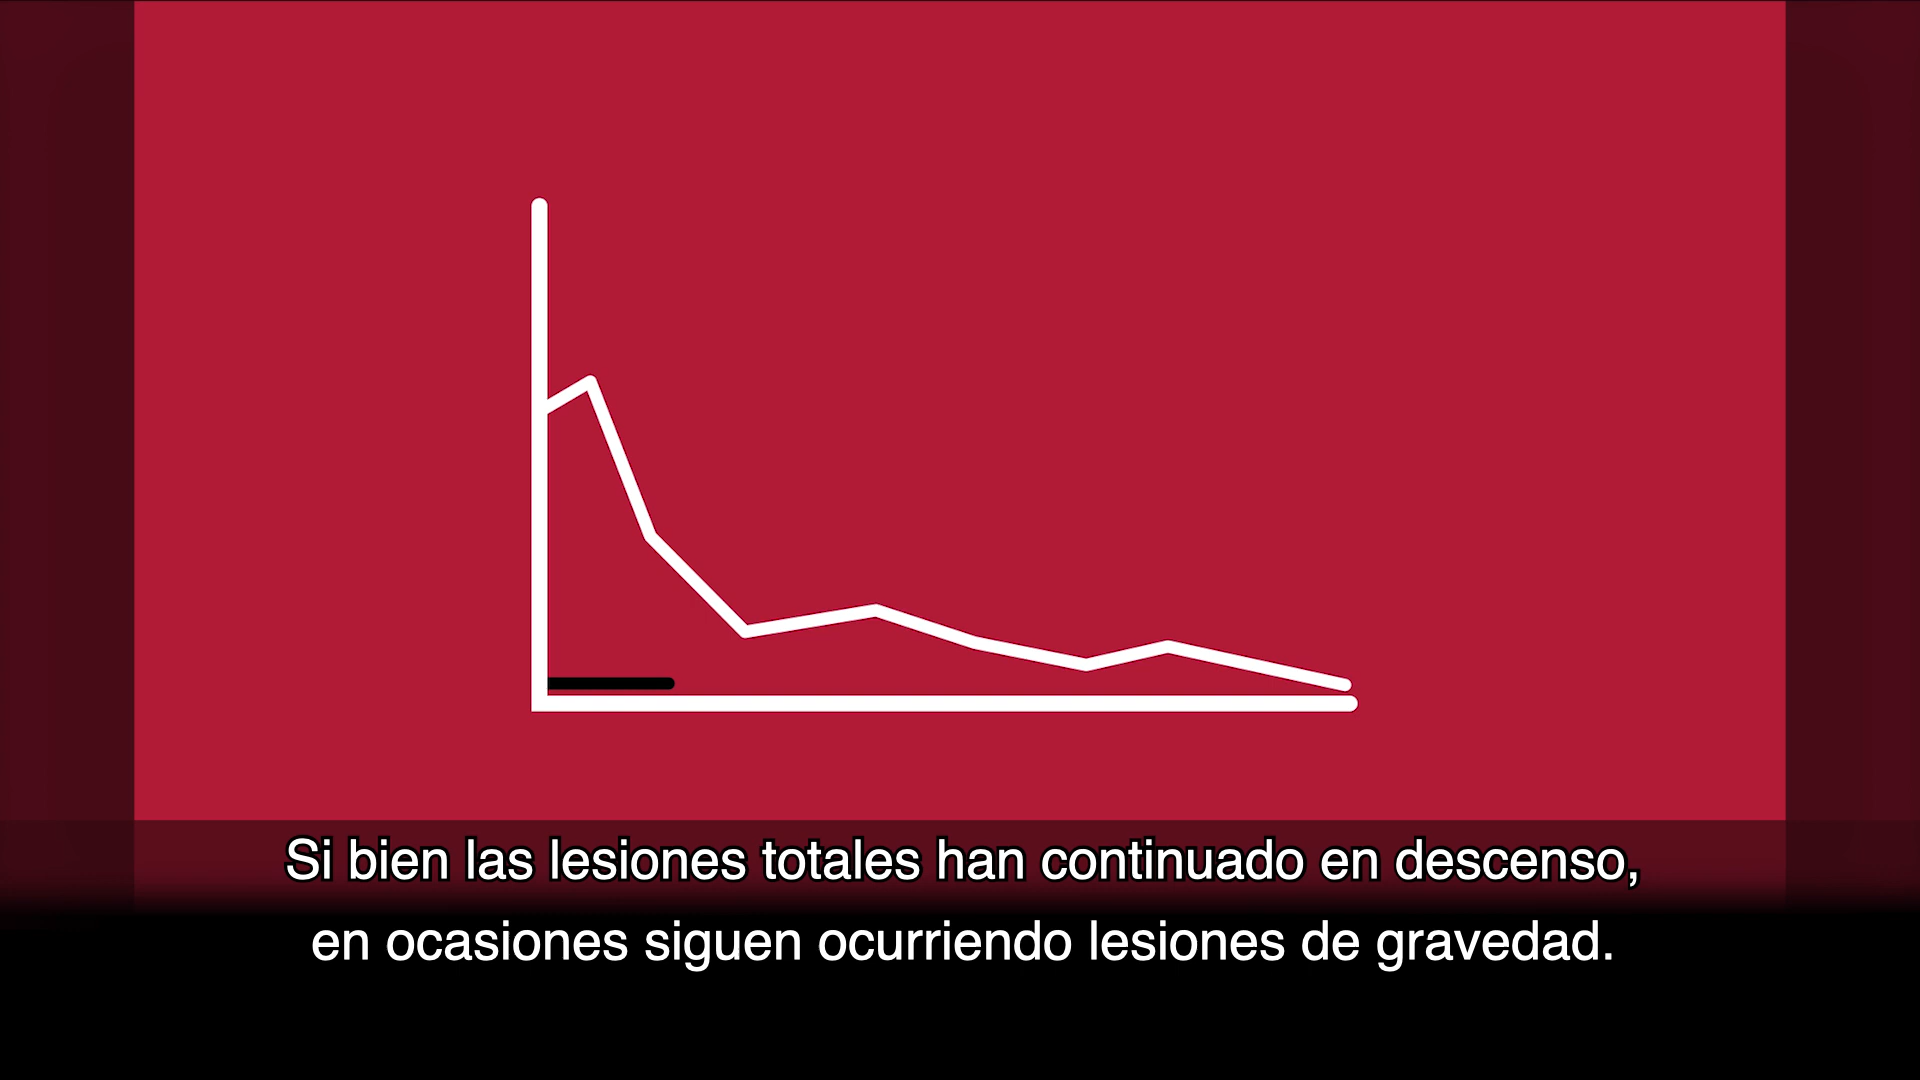 Si bien las lesiones totales han continuado en descenso,
en ocasiones siguen ocurriendo lesiones de gravedad.